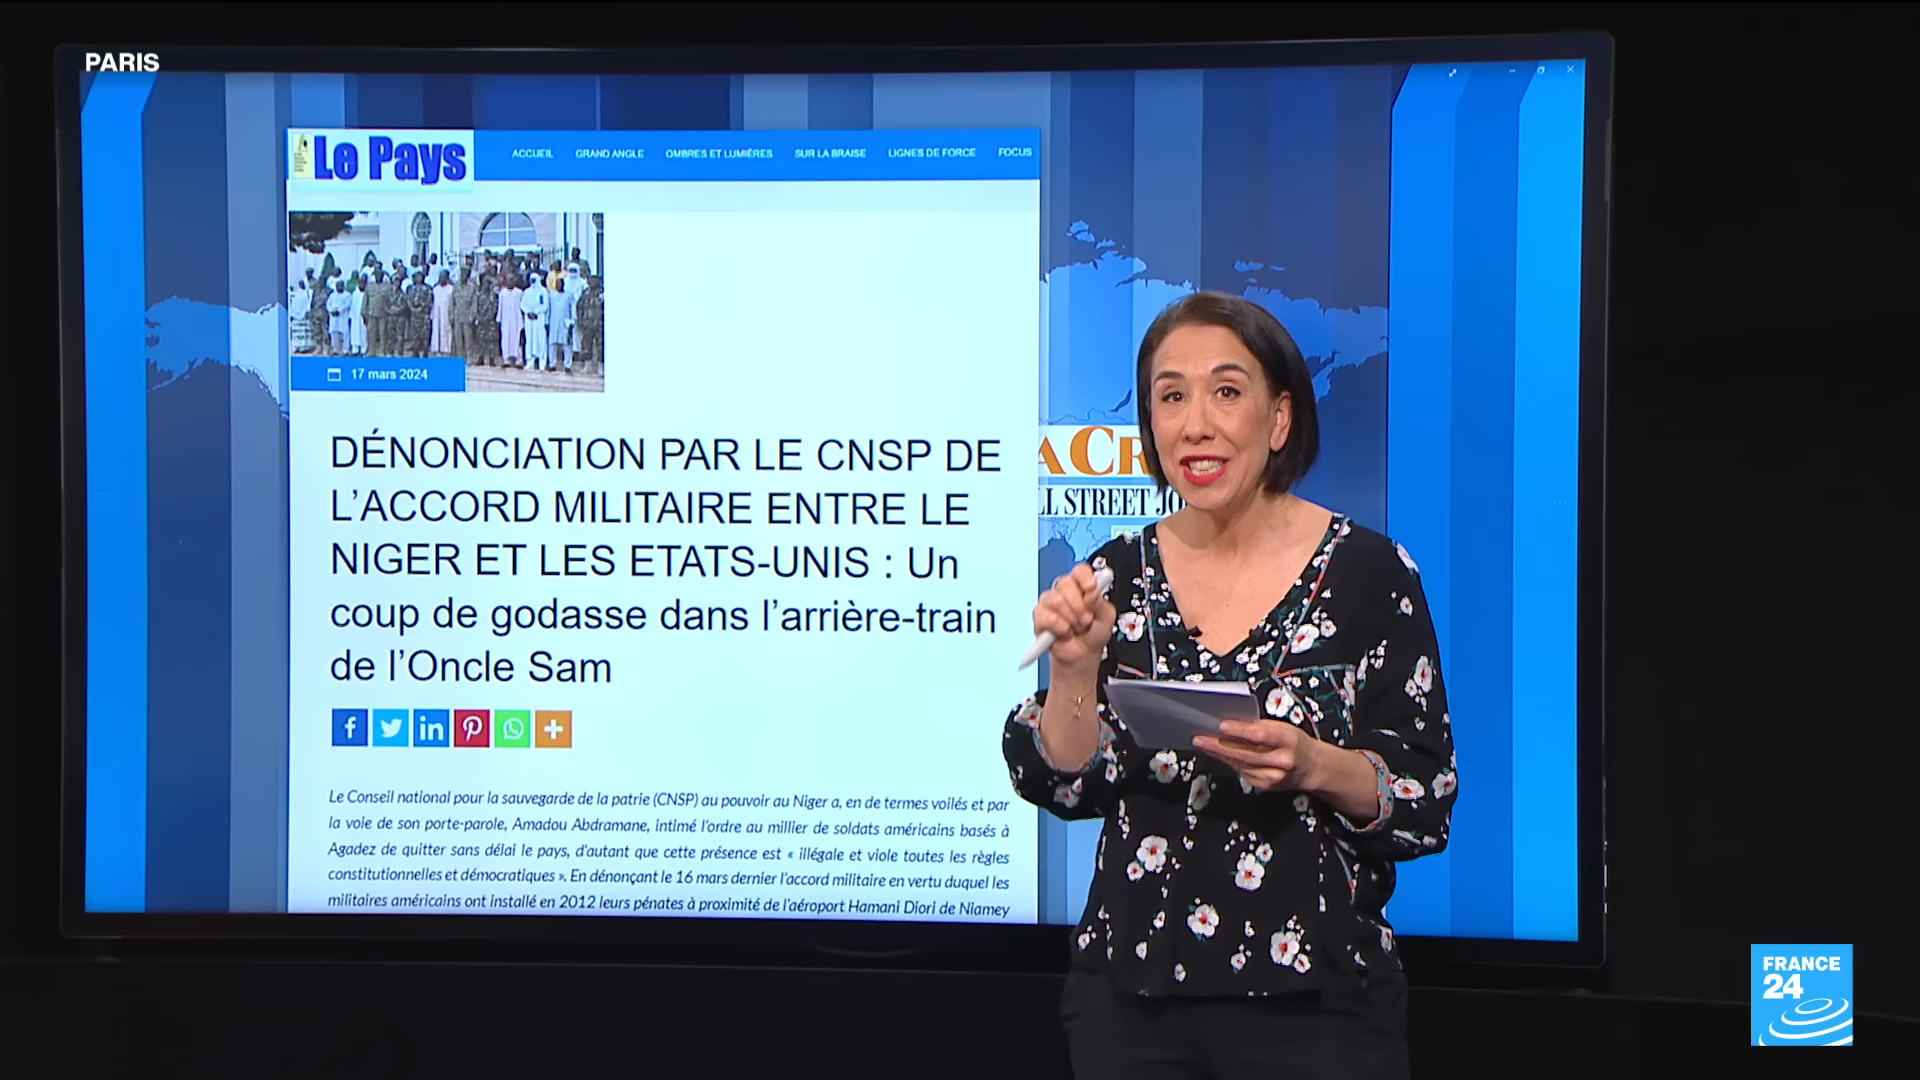 PARIS
Le Pays
ACCUEIL GRAND ANGLE OMBRES ET LUMIÈRES SUR LA BRAISE LIGNES DE FORCE FOCUS
17 mars 2024
DÉNONCIATION PAR LE CNSP DE
L'ACCORD MILITAIRE ENTRE LE
NIGER ET LES ETATS-UNIS : Un
coup de godasse dans l'arrière-train
de l'Oncle Sam
Le Conseil national pour la sauvegarde de la patrie (CNSP) au pouvoir au Niger a, en de termes voilés et par
la voie de son porte-parole, Amadou Abdramane, intimé l'ordre au millier de soldats américains basés à
Agadez de quitter sans délai le pays, d'autant que cette présence est « illégale et viole toutes les règles
constitutionnelles et démocratiques ». En dénonçant le 16 mars dernier l'accord militaire en vertu duquel les
militaires américains ont installé en 2012 leurs pénates à proximité de l'aéroport Hamani Diori de Niamey
ACR
LL STREET JO
FRANCE
24